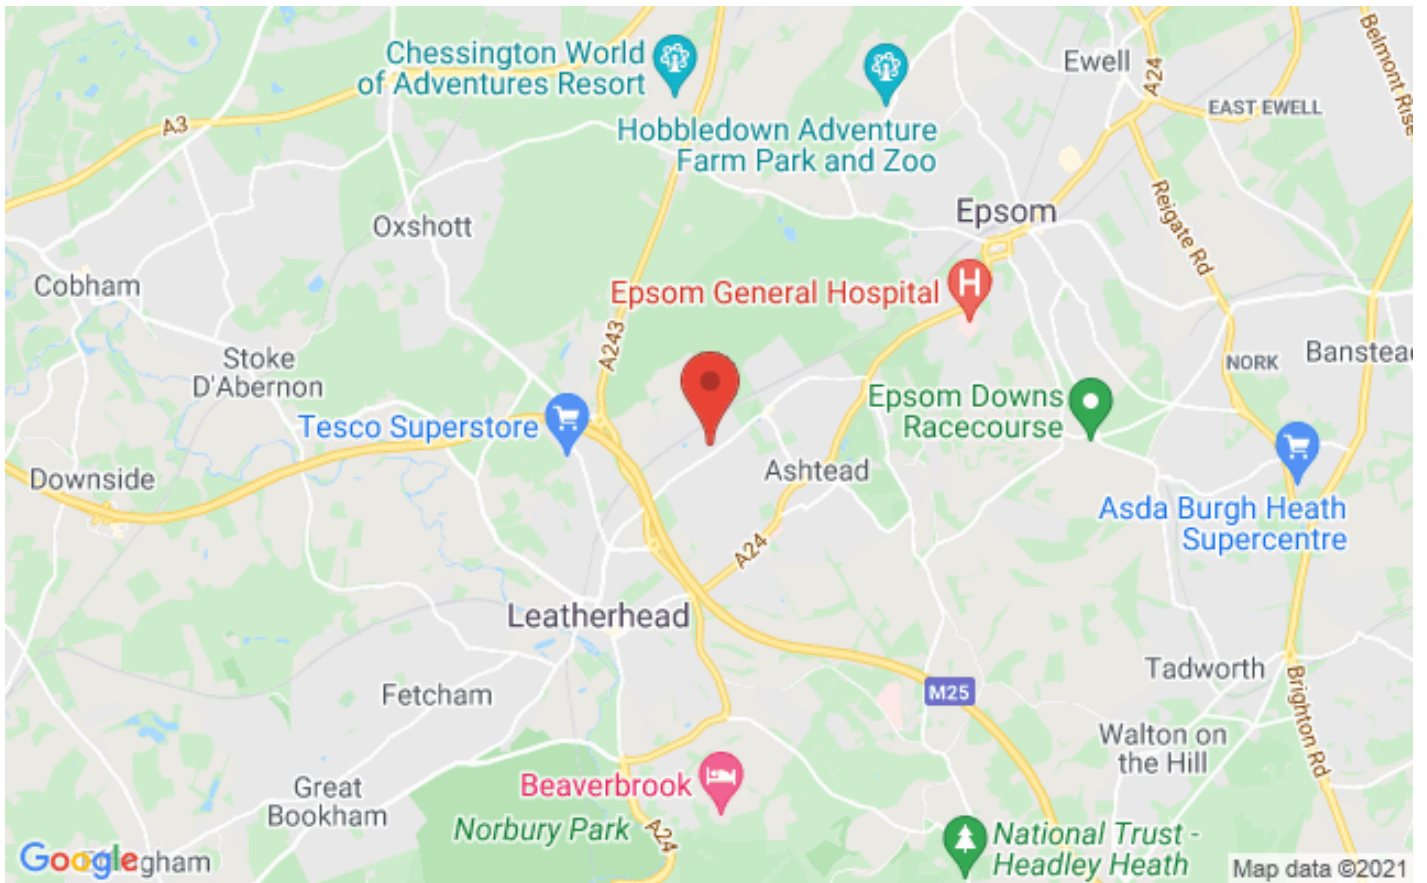 Chessington World
of Adventures Resort
Ewell
A24
Belmont Rise
EAST EWELL
A3
Hobbledown Adventure
Farm Park and Zoo
Reigate Rd
Oxshott
Epsom
Cobham
Epsom General Hospital
H
A243
Stoke
D'Abernon
NORK
Banstead
Epsom Downs
Racecourse
Tesco Superstore
Downside
Ashtead
Asda Burgh Heath
Supercentre
A24
Leatherhead
Tadworth
Fetcham
M25
Brighton Rd
Walton on
the Hill
Great
Bookham
Beaverbrook
Norbury Park
A24
National Trust -
Headley Heath
Google
Map data ©2021